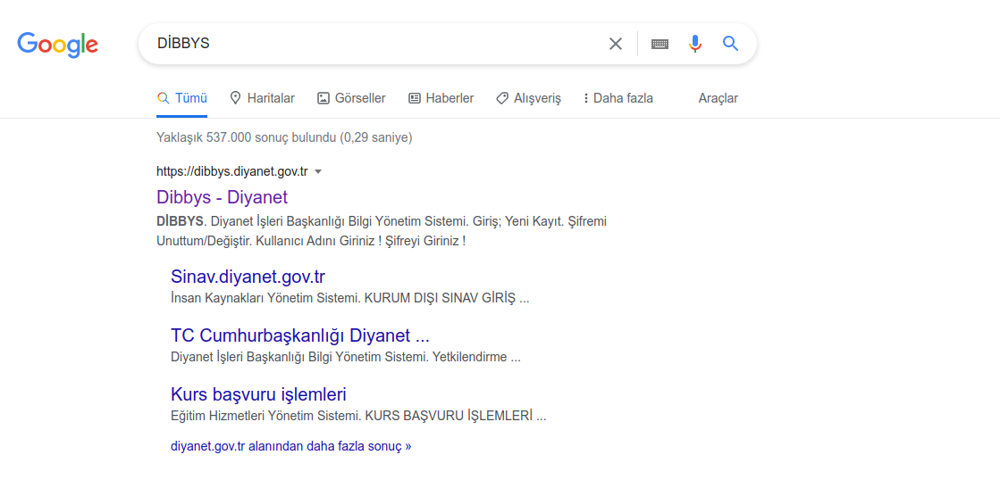 Google
DİBBYS
Tümü Haritalar Görseller Haberler Alışveriş Daha fazla Araçlar
Yaklaşık 537.000 sonuç bulundu (0,29 saniye)
https://dibbys.diyanet.gov.tr
Dibbys - Diyanet
DİBBYS. Diyanet İşleri Başkanlığı Bilgi Yönetim Sistemi. Giriş; Yeni Kayıt. Şifremi
Unuttum/Değiştir. Kullanıcı Adını Giriniz ! Şifreyi Giriniz !
Sinav.diyanet.gov.tr
İnsan Kaynakları Yönetim Sistemi. KURUM DIŞI SINAV GİRİŞ ...
TC Cumhurbaşkanlığı Diyanet ...
Diyanet İşleri Başkanlığı Bilgi Yönetim Sistemi. Yetkilendirme ...
Kurs başvuru işlemleri
Eğitim Hizmetleri Yönetim Sistemi. KURS BAŞVURU İŞLEMLERİ ...
diyanet.gov.tr alanından daha fazla sonuç »